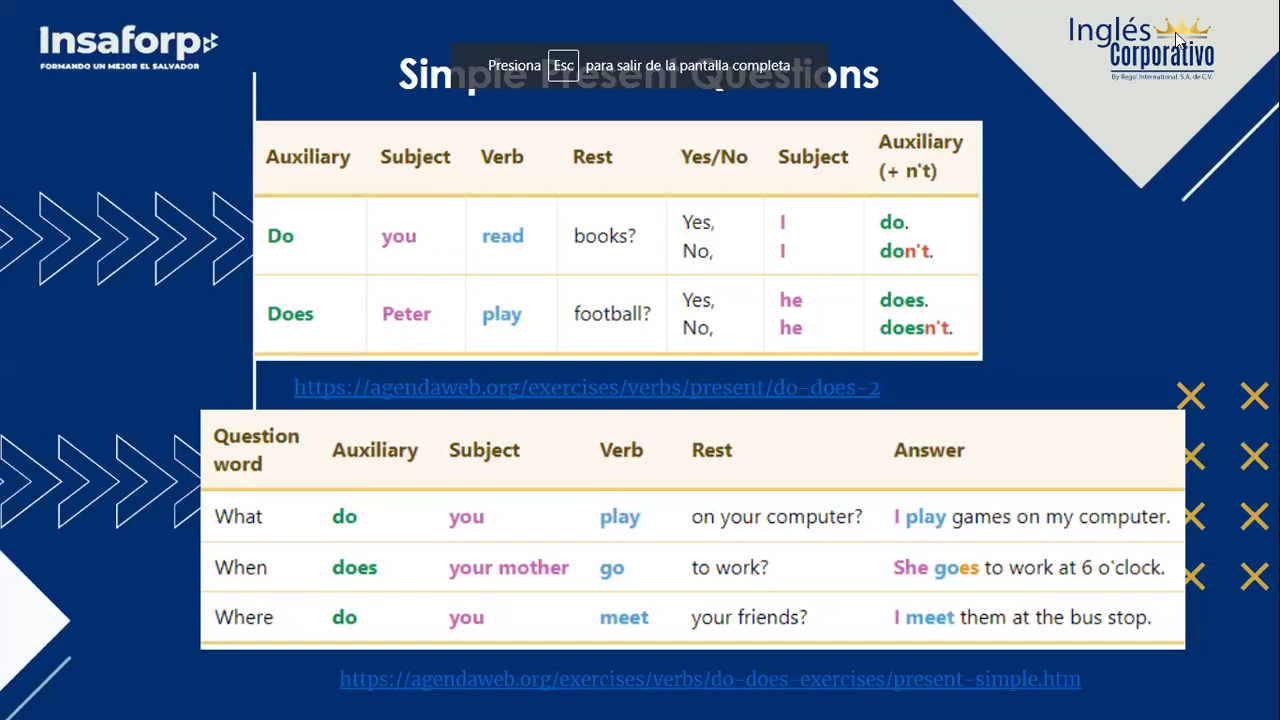 Insaforp
FORMANDO UN MEJOR EL SALVADOR
Inglés
Corporativo
By Regal International, S.A. de C.V.
Simple Present Questions
Presiona Esc para salir de la pantalla completa
Auxiliary Subject Verb Rest Yes/No Subject Auxiliary (+ n't)
Do you read books? Yes, I do.
No, I don't.
Does Peter play football? Yes, he does.
No, he doesn't.
https://agendaweb.org/exercises/verbs/present/do-does-2
Question word Auxiliary Subject Verb Rest Answer
What do you play on your computer? I play games on my computer.
When does your mother go to work? She goes to work at 6 o'clock.
Where do you meet your friends? I meet them at the bus stop.
https://agendaweb.org/exercises/verbs/do-does-exercises/present-simple.htm